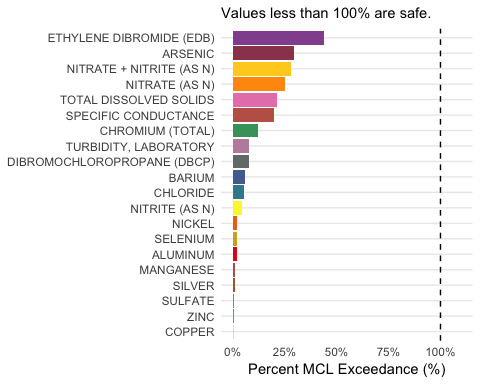 Values less than 100% are safe.
ETHYLENE DIBROMIDE (EDB)
ARSENIC
NITRATE + NITRITE (AS N)
NITRATE (AS N)
TOTAL DISSOLVED SOLIDS
SPECIFIC CONDUCTANCE
CHROMIUM (TOTAL)
TURBIDITY, LABORATORY
DIBROMOCHLOROPROPANE (DBCP)
BARIUM
CHLORIDE
NITRITE (AS N)
NICKEL
SELENIUM
ALUMINUM
MANGANESE
SILVER
SULFATE
ZINC
COPPER
0% 25% 50% 75% 100%
Percent MCL Exceedance (%)